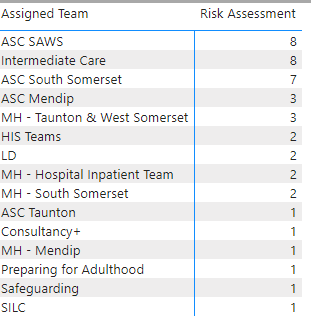 Assigned Team Risk Assessment
ASC SAWS 8
Intermediate Care 8
ASC South Somerset 7
ASC Mendip 3
MH - Taunton & West Somerset 3
HIS Teams 2
LD 2
MH - Hospital Inpatient Team 2
MH - South Somerset 2
ASC Taunton 1
Consultancy+ 1
MH - Mendip 1
Preparing for Adulthood 1
Safeguarding 1
SILC 1